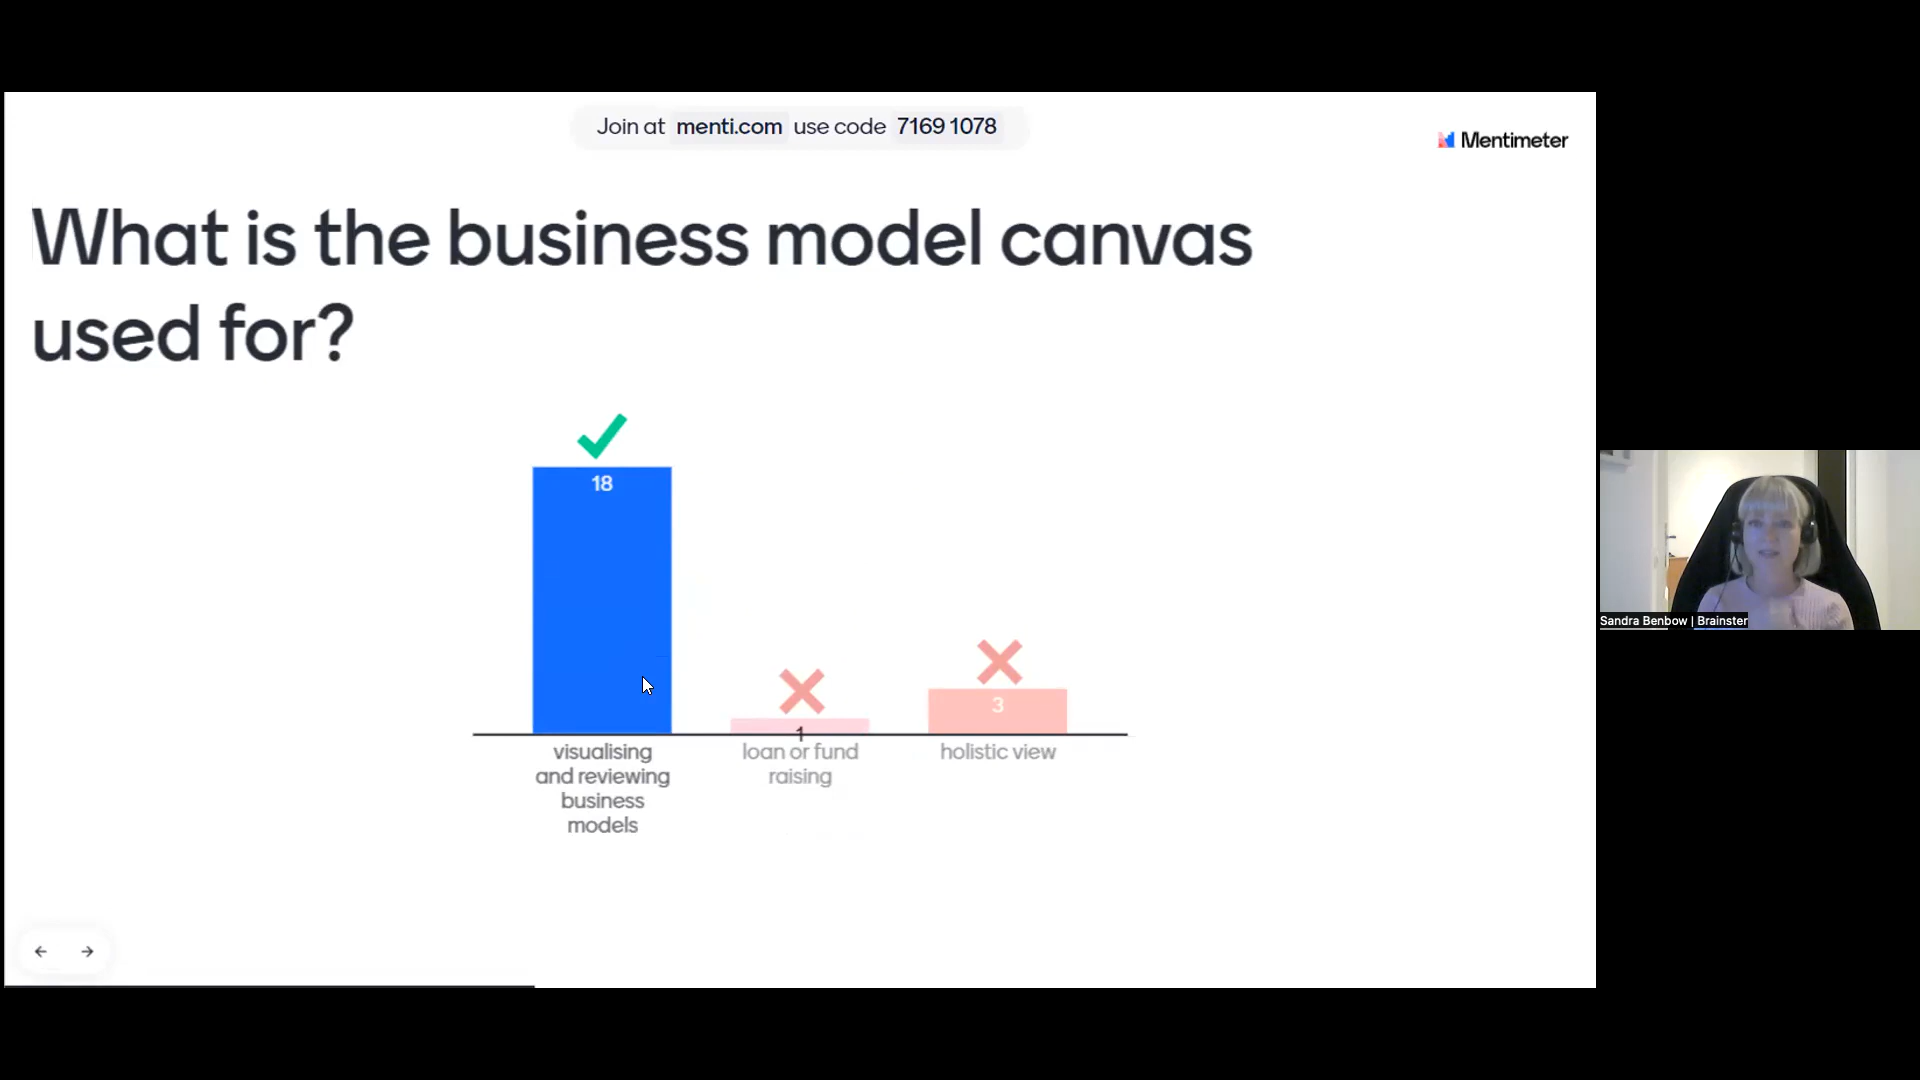 Join at menti.com use code 7169 1078
Mentimeter
What is the business model canvas
used for?
18
1
3
visualising
and reviewing
business
models
loan or fund
raising
holistic view
Sandra Benbow | Brainster